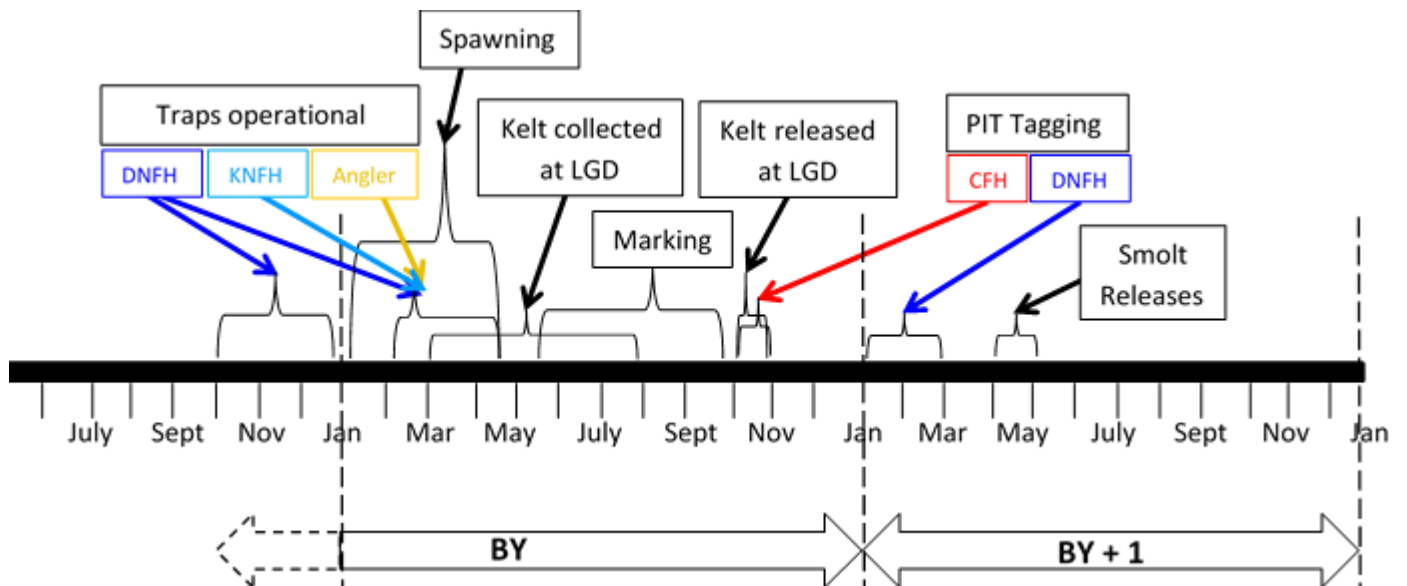 Spawning
Traps operational
DNFH KNFH Angler
Kelt collected
at LGD
Kelt released
at LGD
PIT Tagging
CFH DNFH
Marking
Smolt
Releases
July Sept Nov Jan Mar May July Sept Nov Jan Mar May July Sept Nov Jan
BY BY + 1